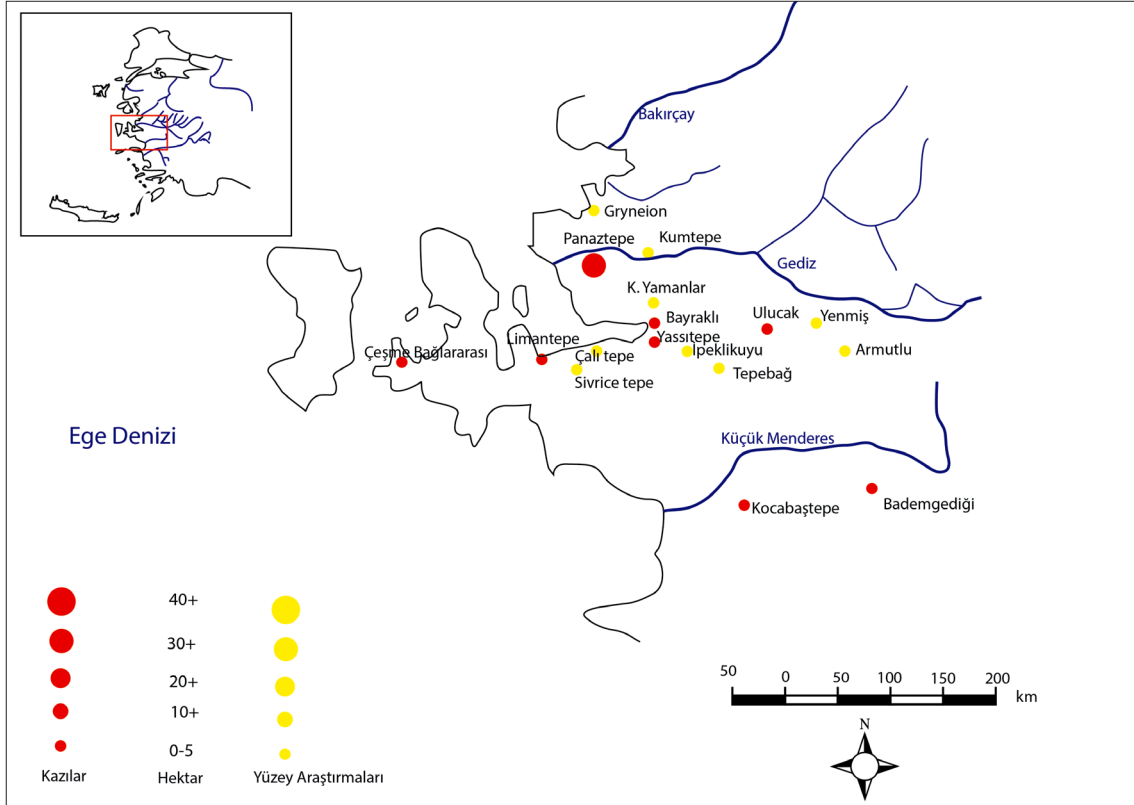 Bakırçay
Gryneion
Panaztepe
Kumtepe
Gediz
K. Yamanlar
Bayraklı
Ulucak
Yenmiş
Limantepe
Yassıtepe
Çeşme Bağlararası
Çalı tepe
İpeklikuyu
Armutlu
Sivrice tepe
Tepebağ
Ege Denizi
Küçük Menderes
Kocabaştepe
Bademgediği
40+
30+
20+
10+
0-5
Kazılar
Hektar
Yüzey Araştırmaları
50 0 50 100 150 200
km
N